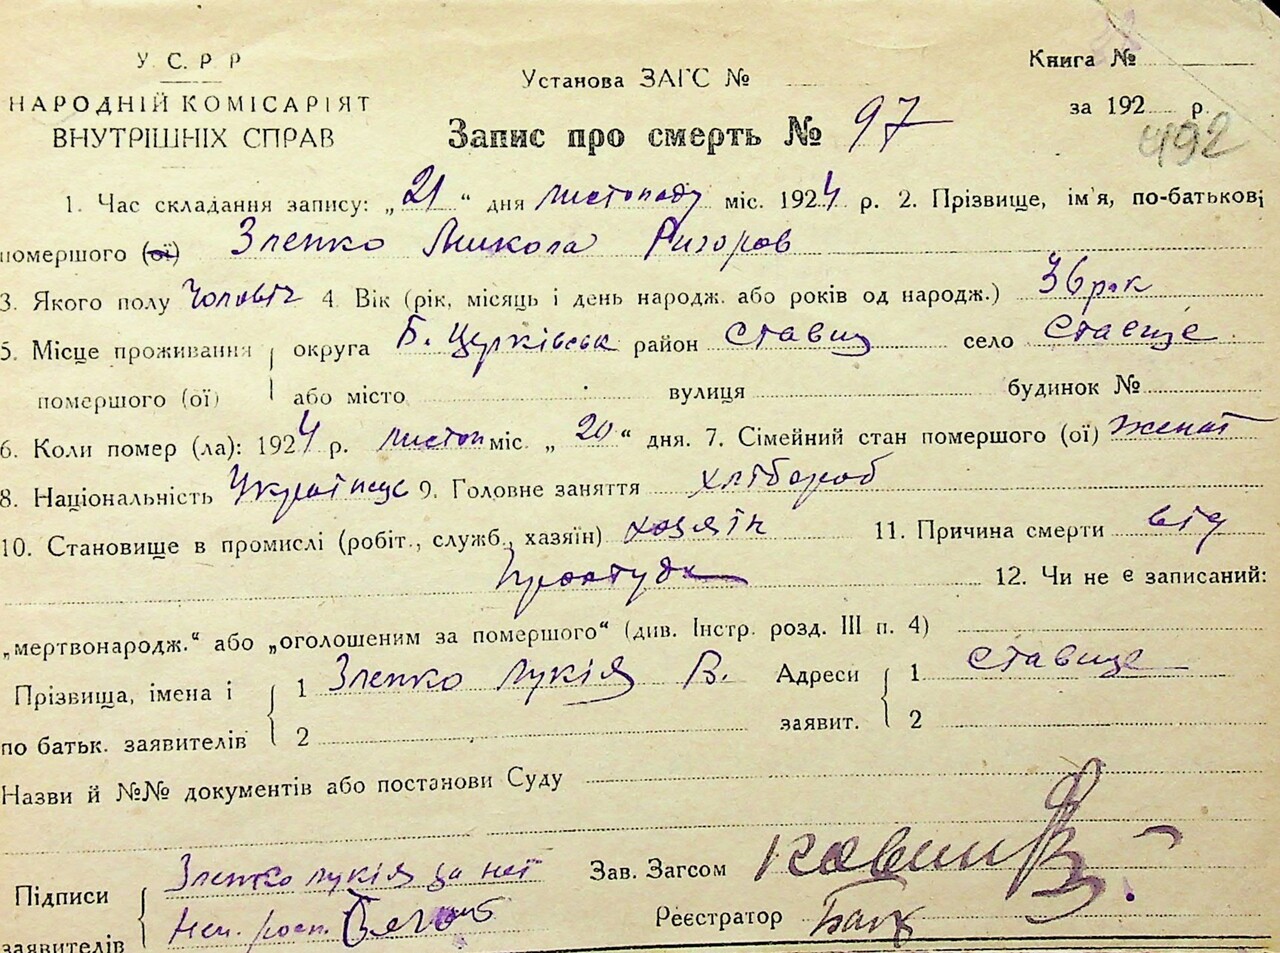 У. С. Р Р
НАРОДНІЙ КОМІСАРІЯТ
ВНУТРІШНІХ СПРАВ
Установа ЗАГС №
Запис про смерть № 97
Книга №
за 192 р.
492
1. Час складання запису: „21“ дня листопаду міс. 1924 р. 2. Прізвище, ім'я, по-батькові
помершого (ої) Зленко Микола Ригоров
3. Якого полу Чоловіч 4. Вік (рік, місяць і день народж. або років од народж.) 36 рок
5. Місце проживання помершого (ої) округа Б. Церківськ район Ставищ село Ставище
або місто вулиця будинок №
6. Коли помер (ла): 1924 р. листоп міс. „20“ дня. 7. Сімейний стан помершого (ої) женат
8. Національність Українець 9. Головне заняття хлібороб
10. Становище в промислі (робіт., служб., хазяїн) хозяїн 11. Причина смерти від
простуди 12. Чи не є записаний:
„мертвонародж.“ або „оголошеним за помершого“ (див. Інстр. розд. III п. 4)
Прізвища, імена і по батьк. заявителів 1 Зленко Лукія В. Адреси заявит. 1 Ставище
2 2
Назви й №№ документів або постанови Суду
Підписи заявителів Зленко Лукія за неї
Зав. Загсом
Реєстратор